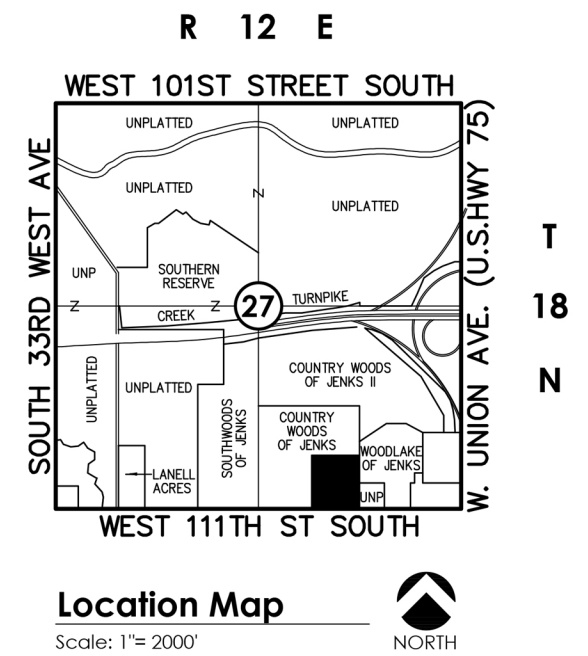 R 12 E
WEST 101ST STREET SOUTH
UNPLATTED
UNPLATTED
UNPLATTED
UNPLATTED
Z
SOUTH 33RD WEST AVE
W. UNION AVE. (U.S.HWY 75)
T
18
N
UNP
SOUTHERN
RESERVE
Z
Z
CREEK
27
TURNPIKE
UNPLATTED
UNPLATTED
COUNTRY WOODS
OF JENKS II
SOUTHWOODS
OF JENKS
COUNTRY
WOODS
OF JENKS
WOODLAKE
OF JENKS
LANELL
ACRES
UNP
WEST 111TH ST SOUTH
Location Map
Scale: 1"= 2000'
NORTH